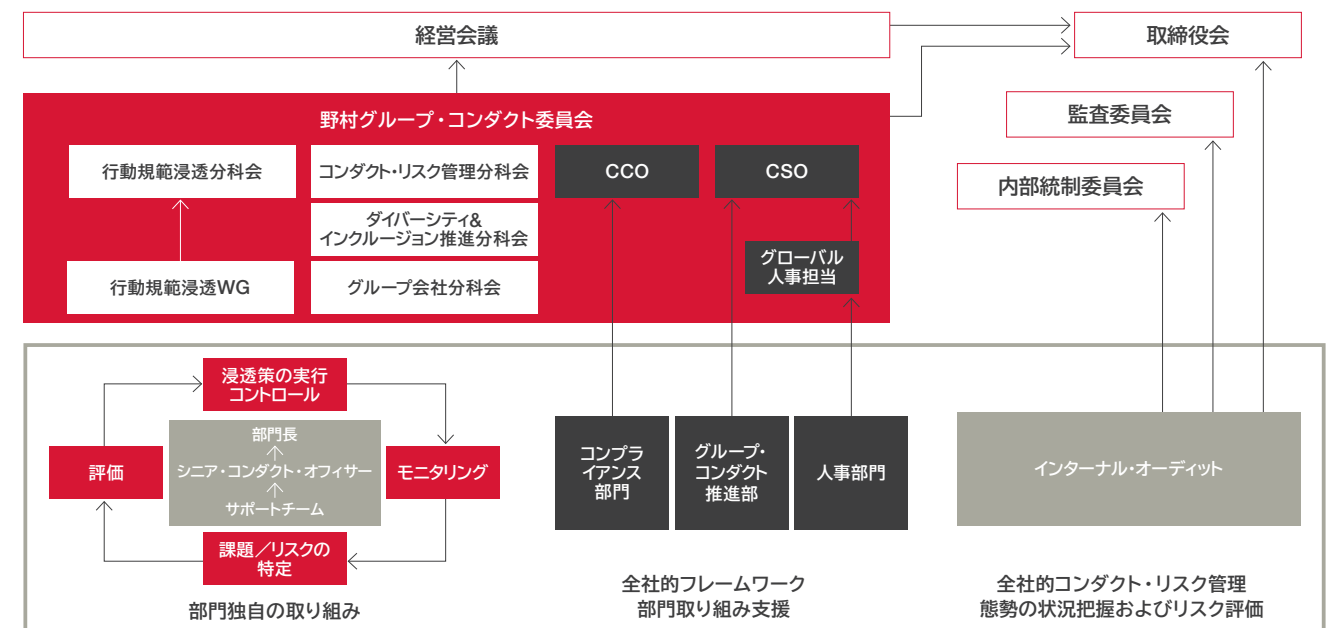 経営会議
取締役会
野村グループ・コンダクト委員会
監査委員会
行動規範浸透分科会
コンダクト・リスク管理分科会
CCO
CSO
内部統制委員会
ダイバーシティ&
インクルージョン推進分科会
グローバル
人事担当
行動規範浸透WG
グループ会社分科会
浸透策の実行
コントロール
部門長
シニア・コンダクト・オフィサー
サポートチーム
評価
モニタリング
課題／リスクの
特定
部門独自の取り組み
コンプラ
イアンス
部門
グループ・
コンダクト
推進部
人事部門
全社的フレームワーク
部門取り組み支援
インターナル・オーディット
全社的コンダクト・リスク管理
態勢の状況把握およびリスク評価